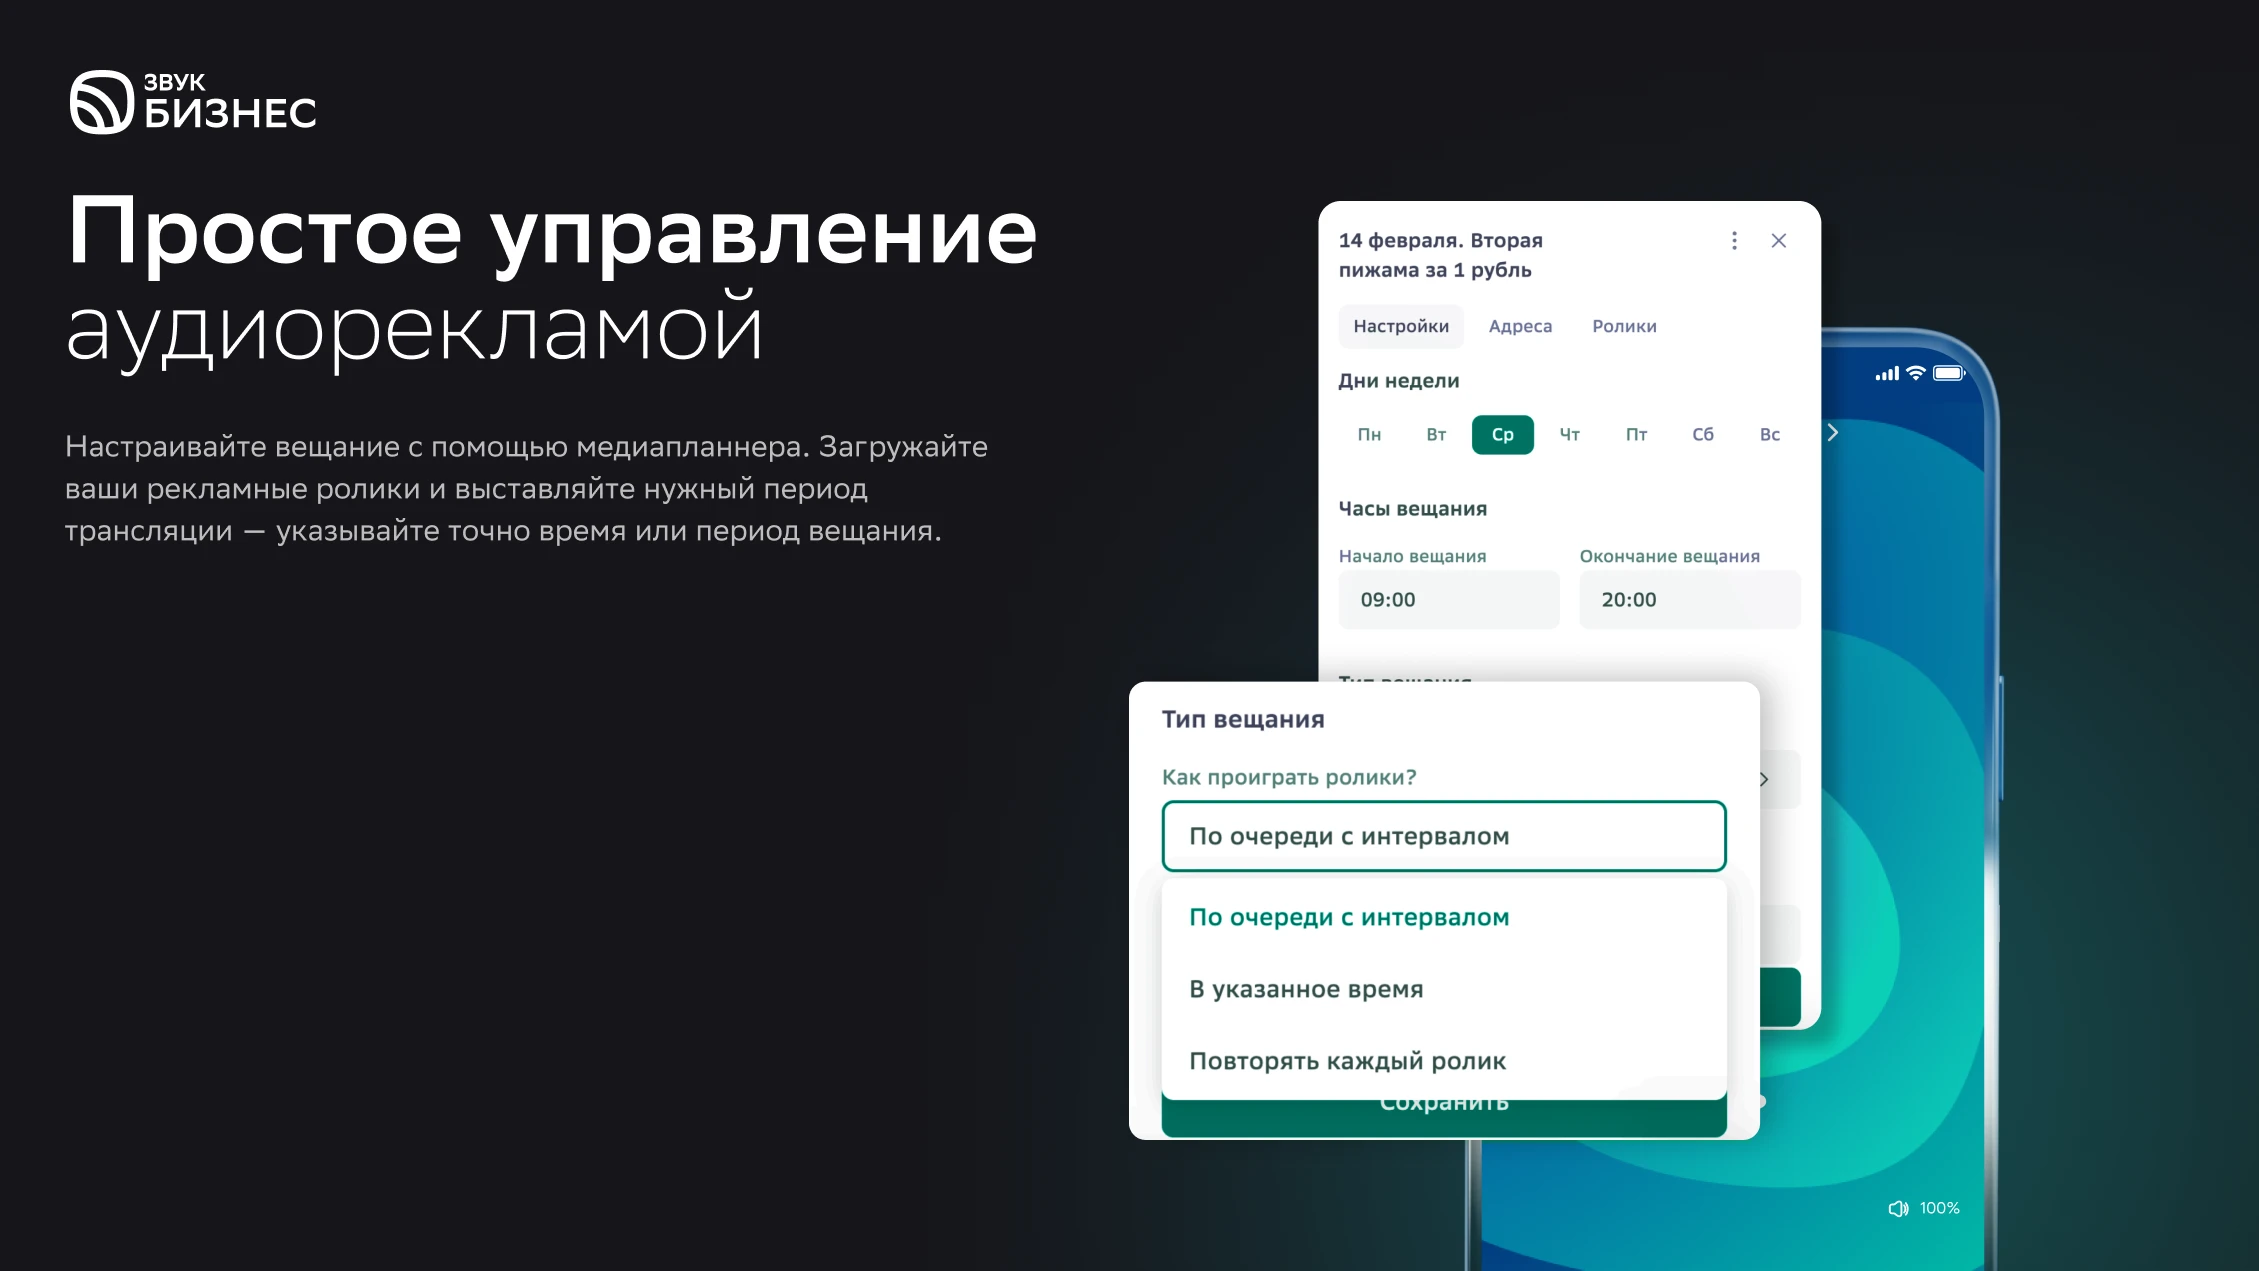 ЗВУК
БИЗНЕС
Простое управление
аудиорекламой
Настраивайте вещание с помощью медиапланнера. Загружайте
ваши рекламные ролики и выставляйте нужный период
трансляции — указывайте точно время или период вещания.
14 февраля. Вторая
пижама за 1 рубль
Настройки Адреса Ролики
Дни недели
Пн Вт Ср Чт Пт Сб Вс
Часы вещания
Начало вещания Окончание вещания
09:00 20:00
Тип вещания
Тип вещания
Как проиграть ролики?
По очереди с интервалом
По очереди с интервалом
В указанное время
Повторять каждый ролик
Сохранить
100%